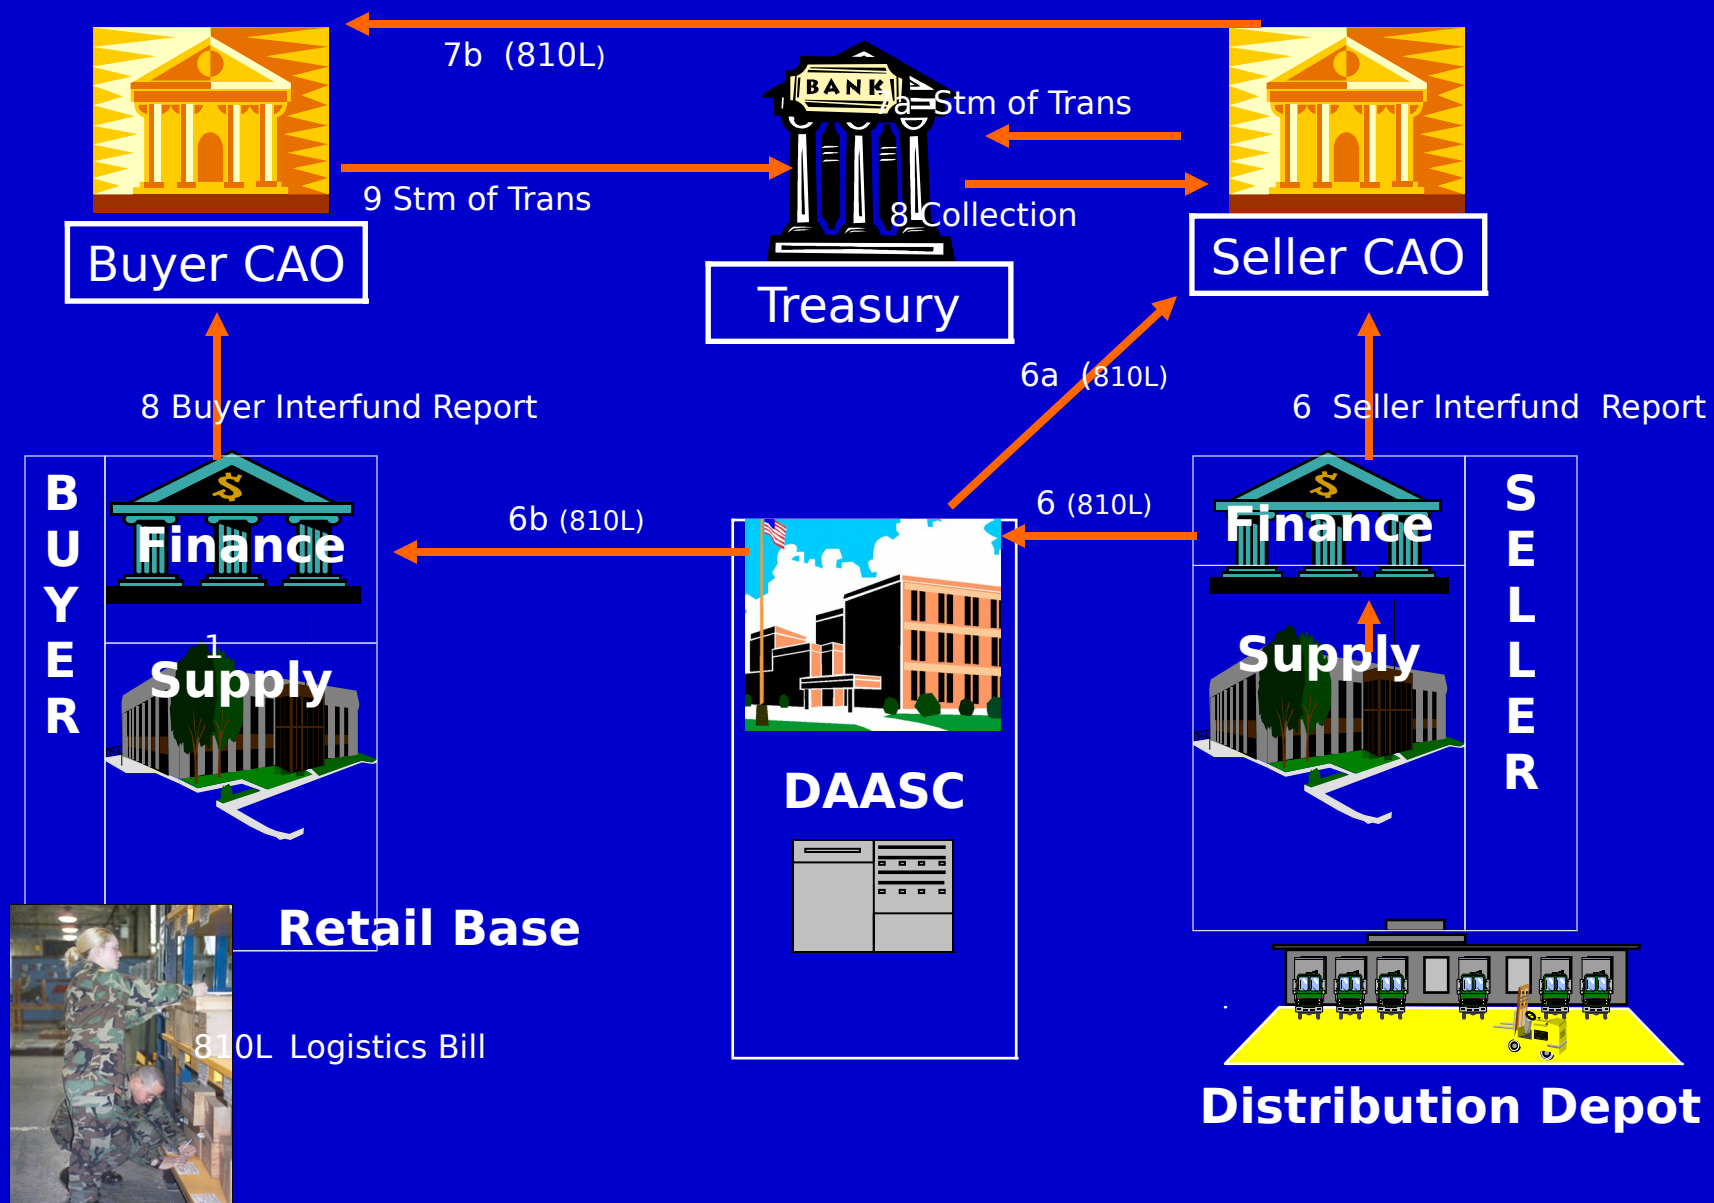 7b (810L)
BANK
7a Stm of Trans
9 Stm of Trans
8 Collection
Buyer CAO
Treasury
Seller CAO
6a (810L)
8 Buyer Interfund Report
6 Seller Interfund Report
BUYER
$
Finance
6b (810L)
6 (810L)
$
Finance
SELLER
1
Supply
Supply
DAASC
Retail Base
810L Logistics Bill
Distribution Depot